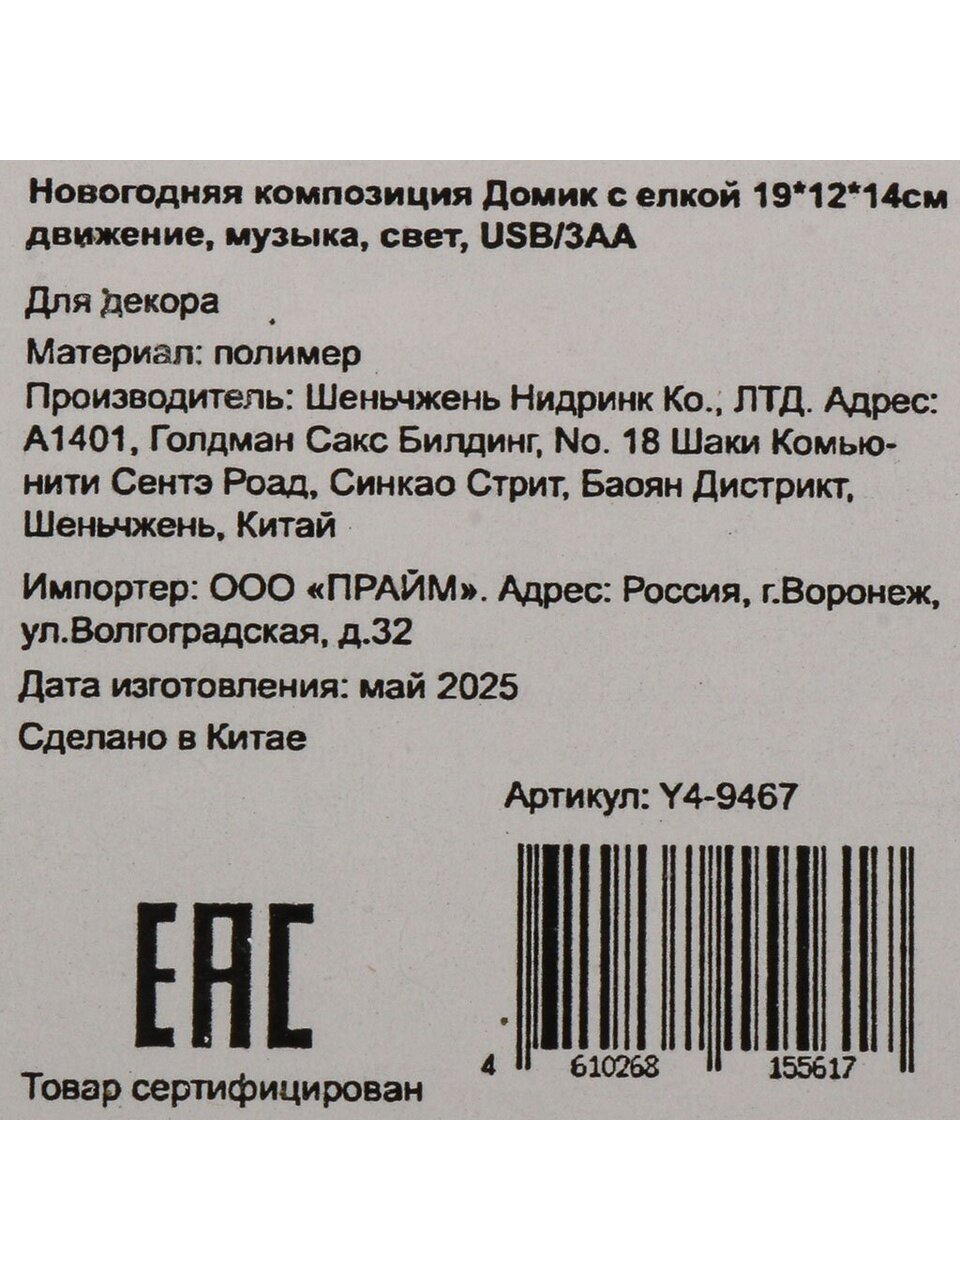 Новогодняя композиция Домик с елкой 19*12*14см
движение, музыка, свет, USB/3AA
Для декора
Материал: полимер
Производитель: Шеньчжень Нидринк Ко., ЛТД. Адрес:
А1401, Голдман Сакс Билдинг, No. 18 Шаки Комью-
нити Сентэ Роад, Синкао Стрит, Баоян Дистрикт,
Шеньчжень, Китай
Импортер: ООО «ПРАЙМ». Адрес: Россия, г.Воронеж,
ул.Волгоградская, д.32
Дата изготовления: май 2025
Сделано в Китае
Артикул: Y4-9467
EAC
4 610268 155617
Товар сертифицирован